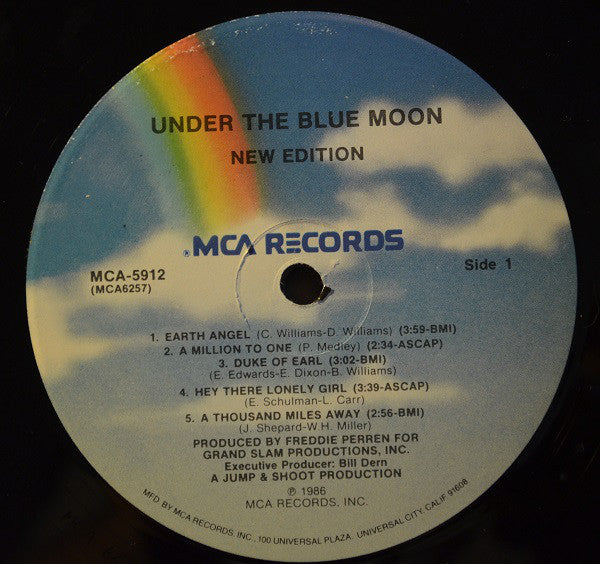 UNDER THE BLUE MOON
NEW EDITION
® MCA RECORDS
MCA-5912
(MCA6257)
Side 1
1. EARTH ANGEL (C. Williams-D. Williams) (3:59-BMI)
2. A MILLION TO ONE (P. Medley) (2:34-ASCAP)
3. DUKE OF EARL (3:02-BMI)
(E. Edwards-E. Dixon-B. Williams)
4. HEY THERE LONELY GIRL (3:39-ASCAP)
(E. Schulman-L. Carr)
5. A THOUSAND MILES AWAY (2:56-BMI)
(J. Shepard-W.H. Miller)
PRODUCED BY FREDDIE PERREN FOR
GRAND SLAM PRODUCTIONS, INC.
Executive Producer: Bill Dern
A JUMP & SHOOT PRODUCTION
℗ 1986
MCA RECORDS, INC.
MFD. BY MCA RECORDS, INC., 100 UNIVERSAL PLAZA, UNIVERSAL CITY, CALIF. 91608